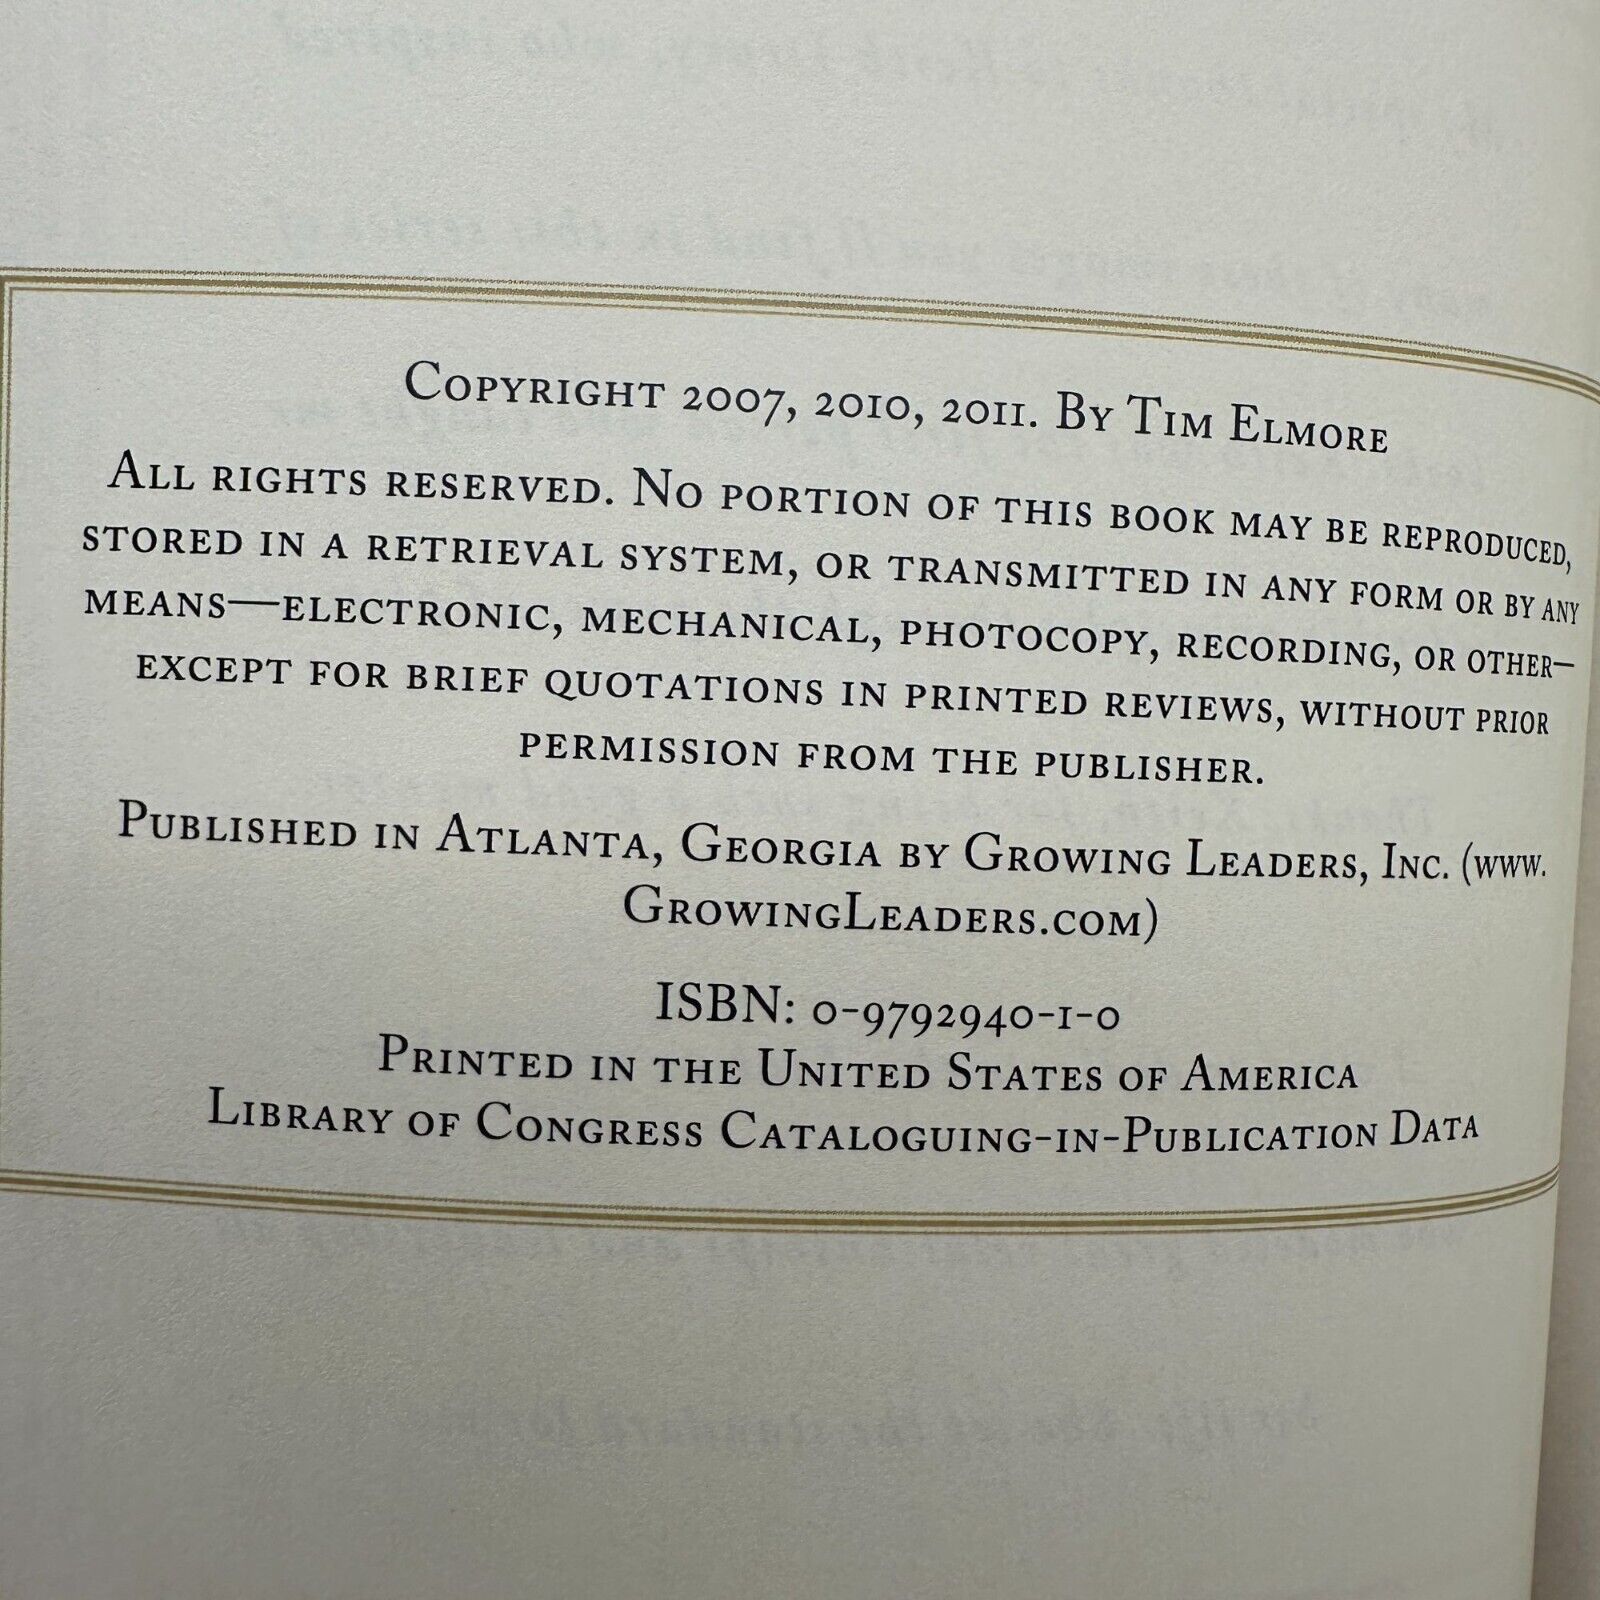 Copyright 2007, 2010, 2011. By Tim Elmore
All rights reserved. No portion of this book may be reproduced,
stored in a retrieval system, or transmitted in any form or by any
means—electronic, mechanical, photocopy, recording, or other—
except for brief quotations in printed reviews, without prior
permission from the publisher.
Published in Atlanta, Georgia by Growing Leaders, Inc. (www.
GrowingLeaders.com)
ISBN: 0-9792940-1-0
Printed in the United States of America
Library of Congress Cataloguing-in-Publication Data